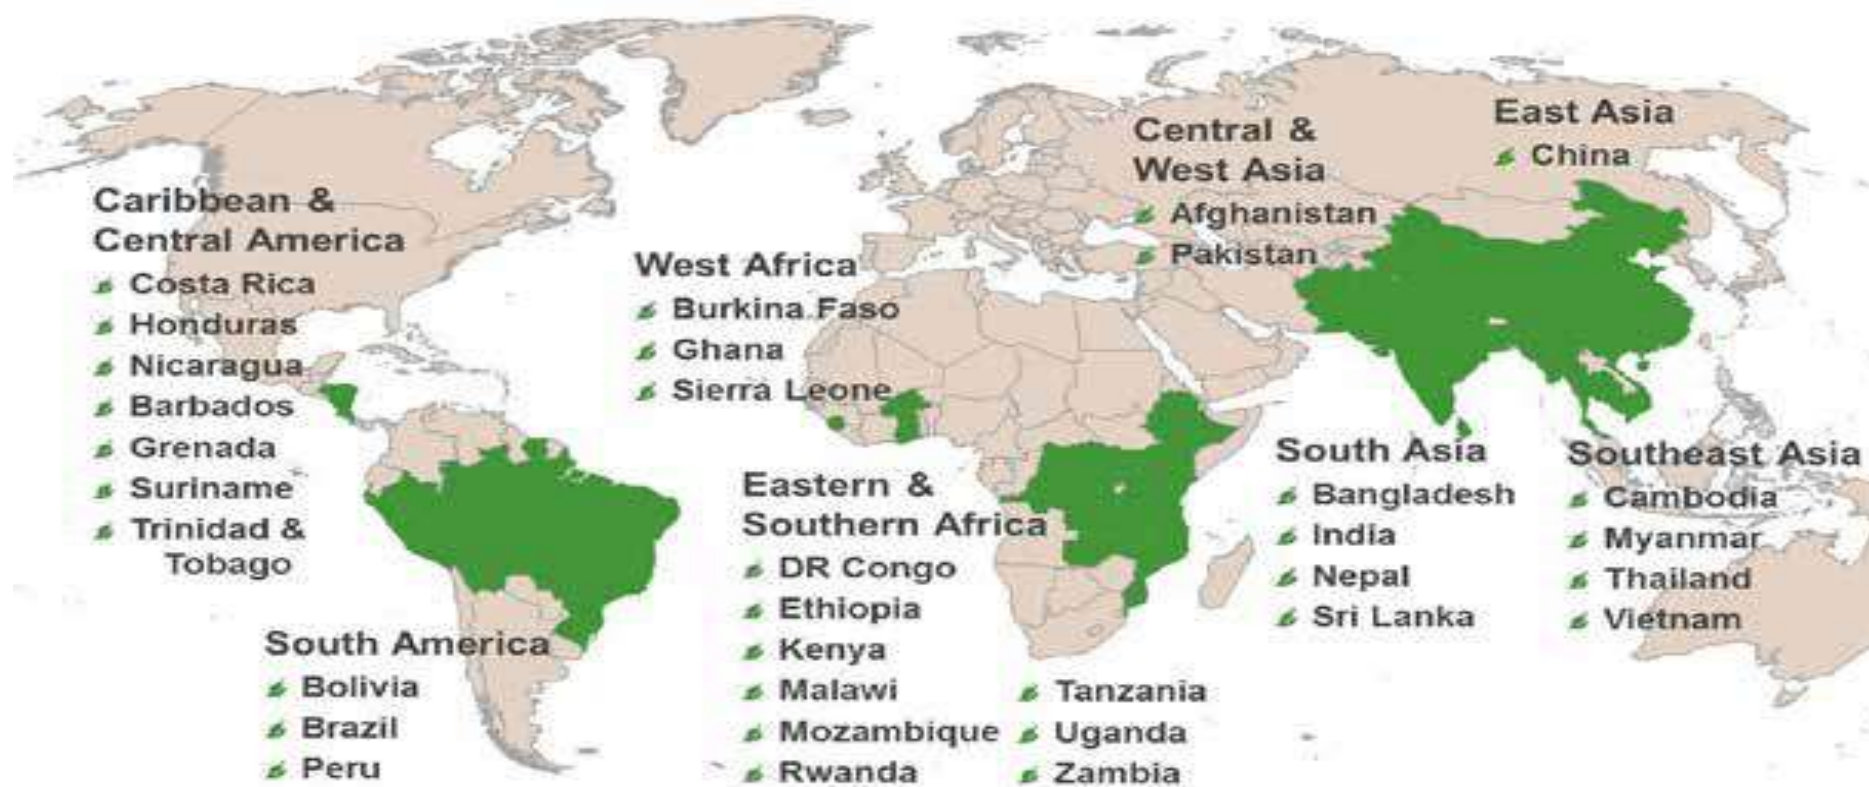 Caribbean &
Central America
Costa Rica
Honduras
Nicaragua
Barbados
Grenada
Suriname
Trinidad &
Tobago
South America
Bolivia
Brazil
Peru
West Africa
Burkina Faso
Ghana
Sierra Leone
Eastern &
Southern Africa
DR Congo
Ethiopia
Kenya
Malawi
Mozambique
Rwanda
Tanzania
Uganda
Zambia
Central &
West Asia
Afghanistan
Pakistan
East Asia
China
South Asia
Bangladesh
India
Nepal
Sri Lanka
Southeast Asia
Cambodia
Myanmar
Thailand
Vietnam